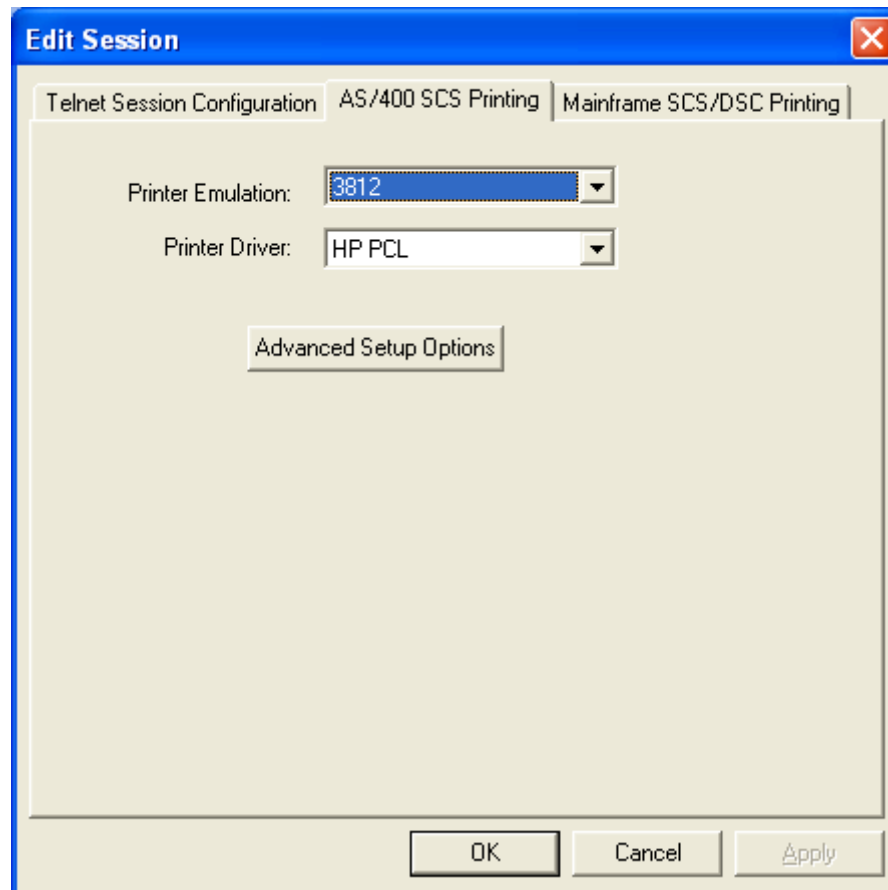 Edit Session
Telnet Session Configuration AS/400 SCS Printing Mainframe SCS/DSC Printing
Printer Emulation: 3812
Printer Driver: HP PCL
Advanced Setup Options
OK Cancel Apply